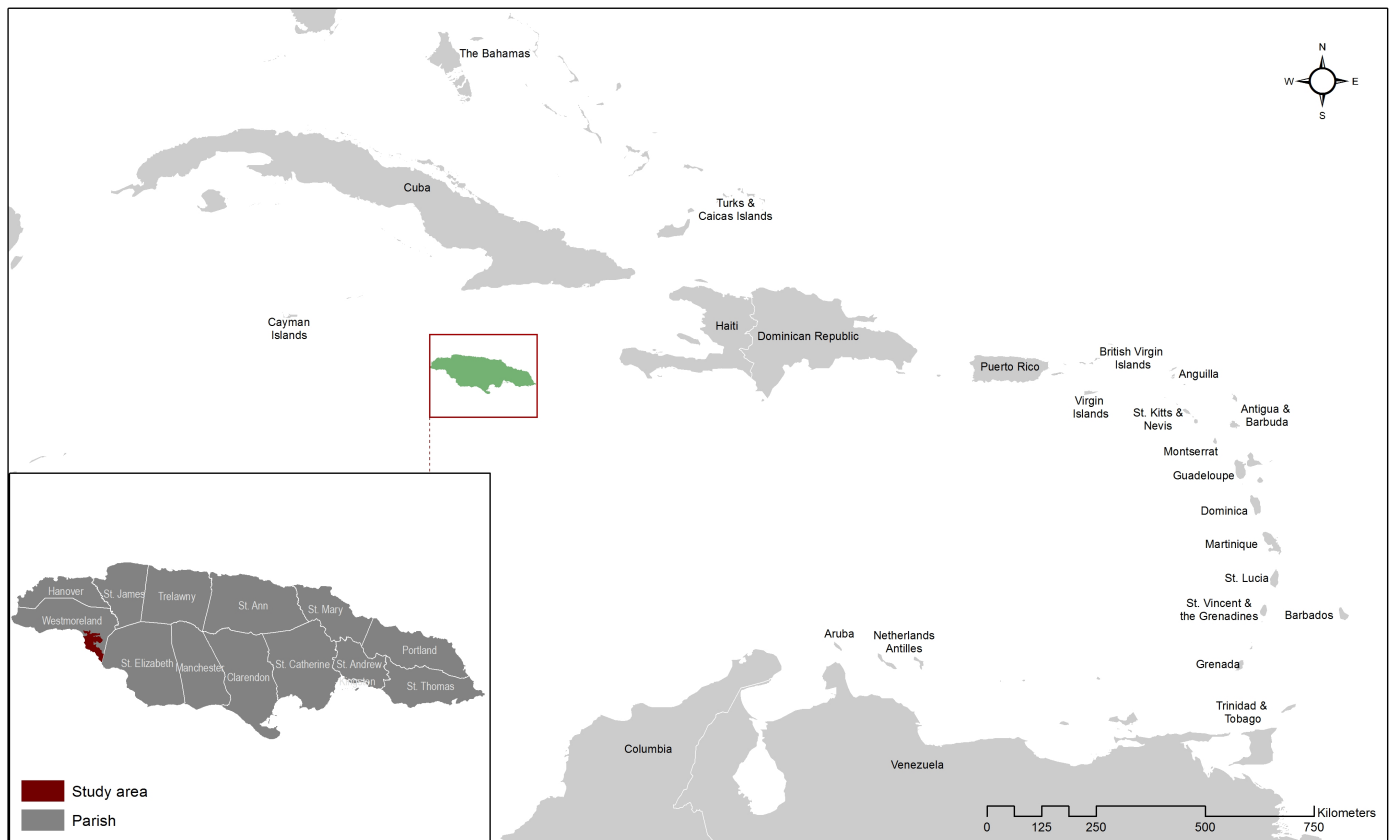 The Bahamas
N
W
E
S
Cuba
Turks &
Caicas Islands
Cayman
Islands
Haiti
Dominican Republic
Puerto Rico
British Virgin
Islands
Anguilla
Virgin
Islands
St. Kitts &
Nevis
Antigua &
Barbuda
Montserrat
Guadeloupe
Dominica
Martinique
St. Lucia
St. Vincent &
the Grenadines
Barbados
Aruba
Netherlands
Antilles
Grenada
Trinidad &
Tobago
Columbia
Venezuela
Hanover
St. James
Trelawny
St. Ann
St. Mary
Westmoreland
Portland
St. Elizabeth
Manchester
Clarendon
St. Catherine
St. Andrew
Kingston
St. Thomas
Study area
Parish
Kilometers
0 125 250 500 750